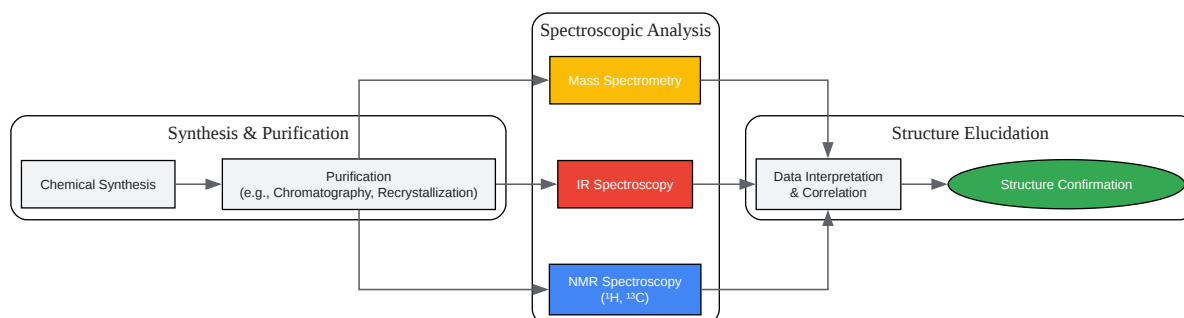 Synthesis & Purification
Chemical Synthesis
Purification
(e.g., Chromatography, Recrystallization)
Spectroscopic Analysis
Mass Spectrometry
IR Spectroscopy
NMR Spectroscopy
(¹H, ¹³C)
Structure Elucidation
Data Interpretation
& Correlation
Structure Confirmation